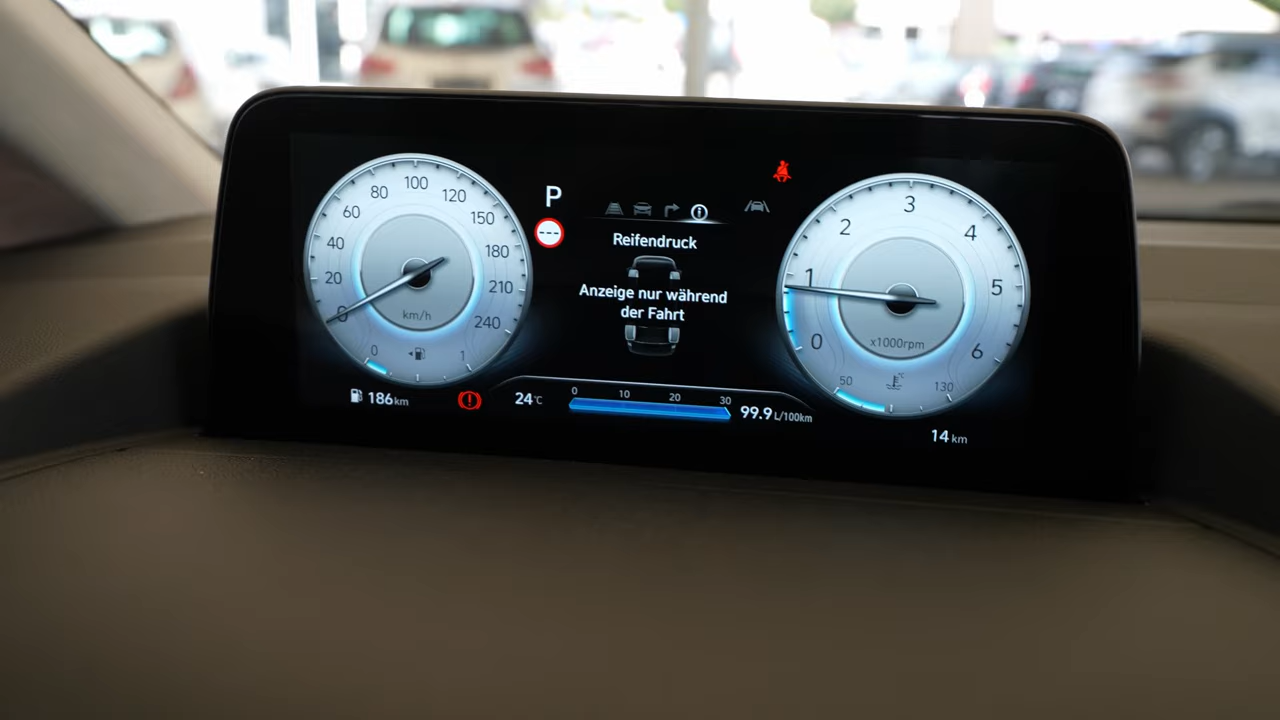 0
20
40
60
80
100
120
150
180
210
240
km/h
0
1
186 km
P
---
Reifendruck
Anzeige nur während
der Fahrt
24°C
0 10 20 30
99.9 L/100km
0
1
2
3
4
5
6
x1000rpm
50
°C
130
14 km